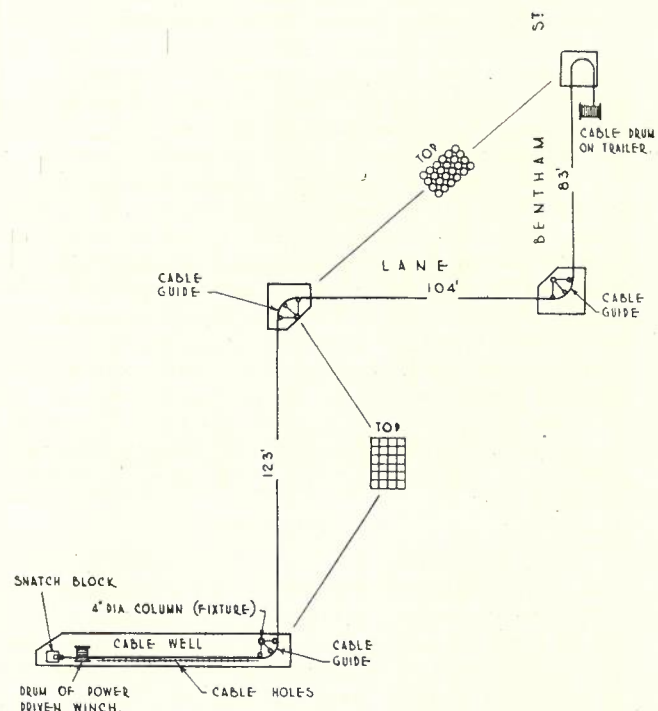 ST
CABLE DRUM
ON TRAILER.
TOP
BENTHAM
83'
LANE
104'
CABLE
GUIDE
CABLE
GUIDE
TOP
123'
SNATCH BLOCK
4" DIA. COLUMN (FIXTURE)
CABLE WELL
CABLE
GUIDE
DRUM OF POWER
DRIVEN WINCH.
CABLE HOLES